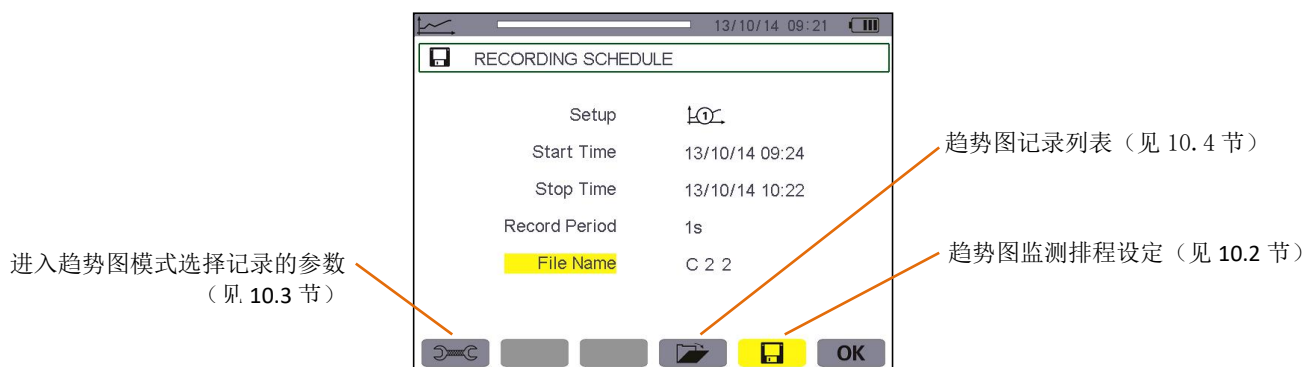 13/10/14 09:21
RECORDING SCHEDULE
Setup
1
Start Time 13/10/14 09:24
Stop Time 13/10/14 10:22
Record Period 1s
File Name C 2 2
OK
趋势图记录列表（见 10.4 节）
趋势图监测排程设定（见 10.2 节）
进入趋势图模式选择记录的参数
（见 10.3 节）